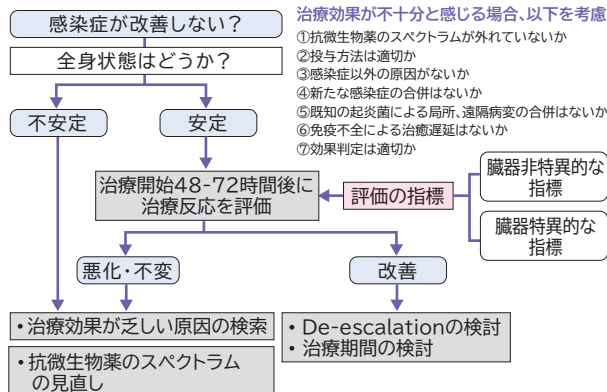 感染症が改善しない？
全身状態はどうか？
不安定
安定
治療開始48-72時間後に
治療反応を評価
評価の指標
臓器非特異的な
指標
臓器特異的な
指標
悪化・不変
改善
・治療効果が乏しい原因の検索
・抗微生物薬のスペクトラム
の見直し
・De-escalationの検討
・治療期間の検討
治療効果が不十分と感じる場合、以下を考慮
①抗微生物薬のスペクトラムが外れていないか
②投与方法は適切か
③感染症以外の原因がないか
④新たな感染症の合併はないか
⑤既知の起炎菌による局所、遠隔病変の合併はないか
⑥免疫不全による治癒遅延はないか
⑦効果判定は適切か